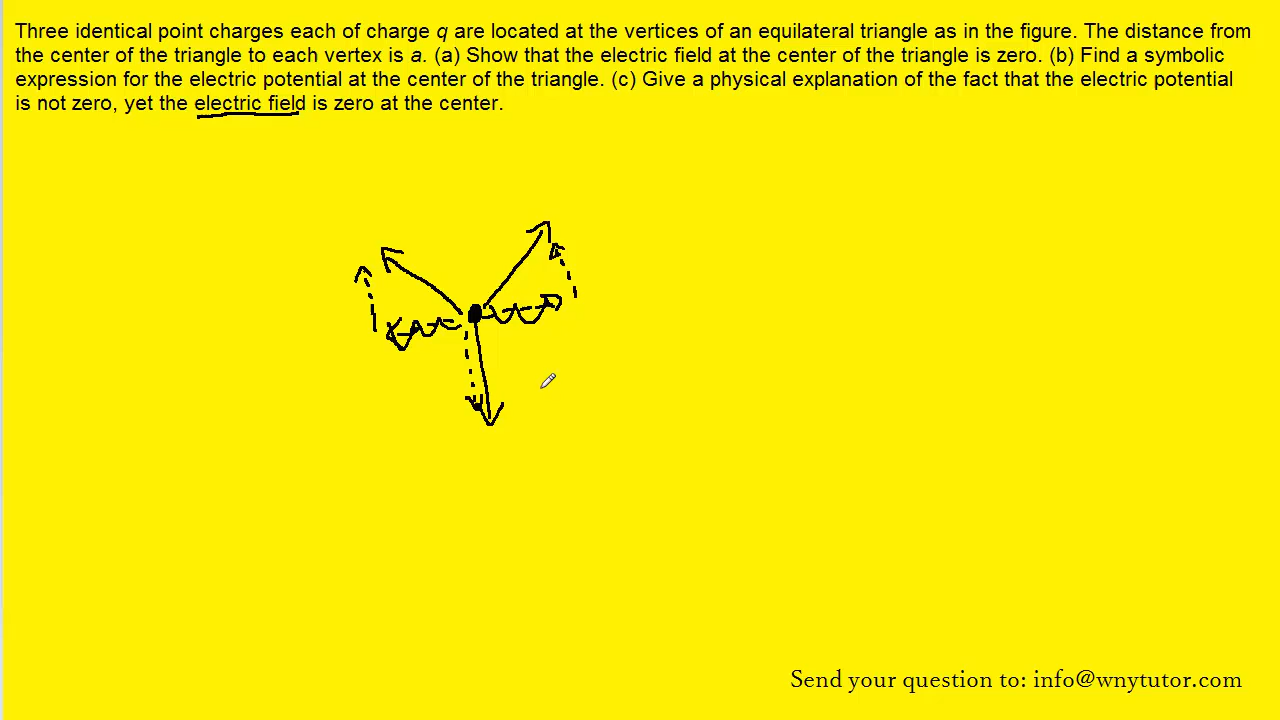 Three identical point charges each of charge q are located at the vertices of an equilateral triangle as in the figure. The distance from
the center of the triangle to each vertex is a. (a) Show that the electric field at the center of the triangle is zero. (b) Find a symbolic
expression for the electric potential at the center of the triangle. (c) Give a physical explanation of the fact that the electric potential
is not zero, yet the electric field is zero at the center.
Send your question to: info@wnytutor.com